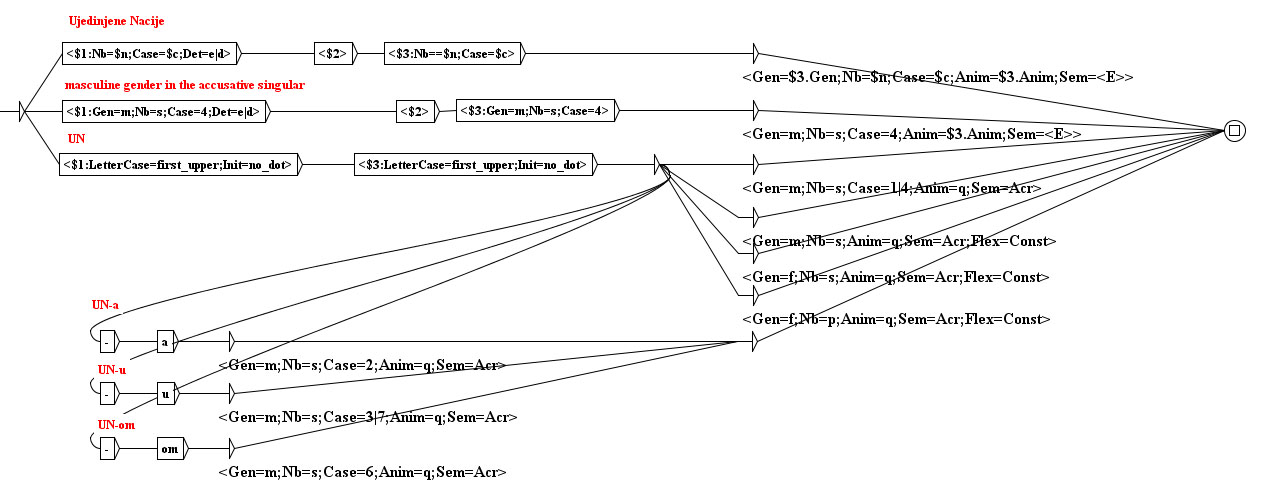 Ujedinjene Nacije
<$1:Nb=$n;Case=$c;Det=e|d> <$2> <$3:Nb==$n;Case=$c>
<Gen=$3.Gen;Nb=$n;Case=$c;Anim=$3.Anim;Sem=<E>>
masculine gender in the accusative singular
<$1:Gen=m;Nb=s;Case=4;Det=e|d> <$2> <$3:Gen=m;Nb=s;Case=4>
<Gen=m;Nb=s;Case=4;Anim=$3.Anim;Sem=<E>>
UN
<$1:LetterCase=first_upper;Init=no_dot> <$3:LetterCase=first_upper;Init=no_dot>
<Gen=m;Nb=s;Case=1|4;Anim=q;Sem=Acr>
<Gen=m;Nb=s;Anim=q;Sem=Acr;Flex=Const>
<Gen=f;Nb=s;Anim=q;Sem=Acr;Flex=Const>
<Gen=f;Nb=p;Anim=q;Sem=Acr;Flex=Const>
UN-a
- a
<Gen=m;Nb=s;Case=2;Anim=q;Sem=Acr>
UN-u
- u
<Gen=m;Nb=s;Case=3|7;Anim=q;Sem=Acr>
UN-om
- om
<Gen=m;Nb=s;Case=6;Anim=q;Sem=Acr>